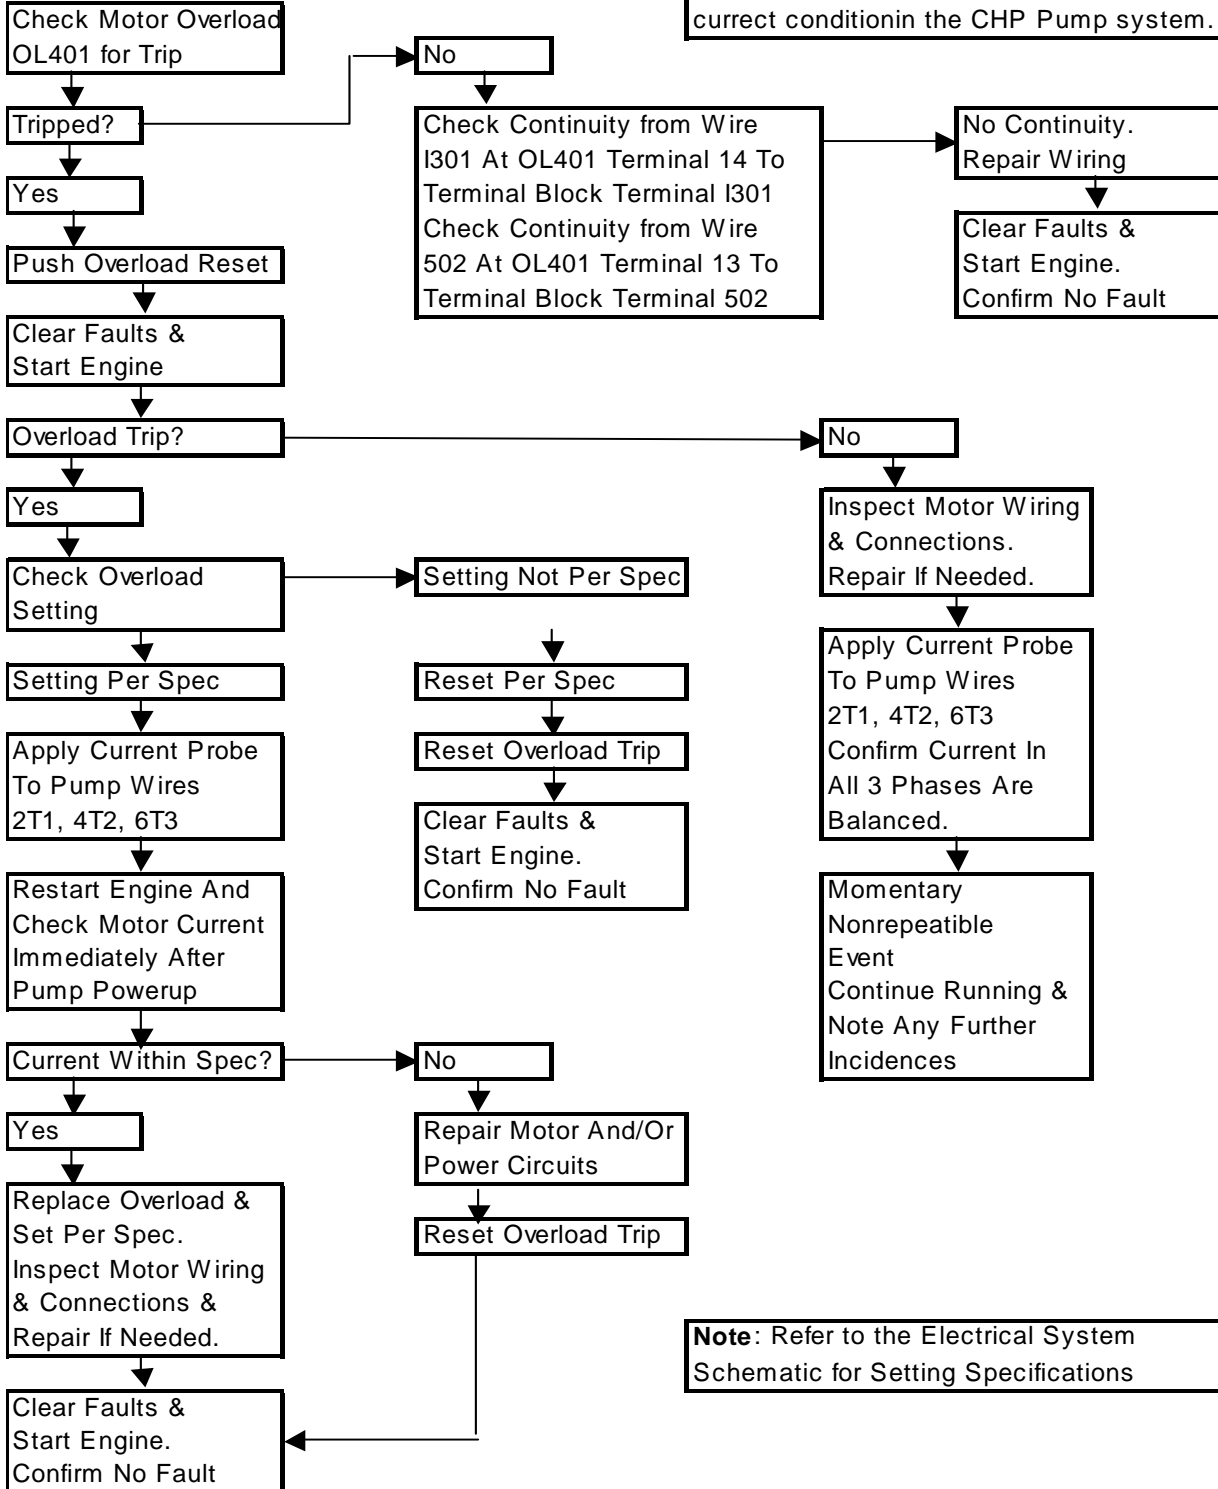 Check Motor Overload
OL401 for Trip
currect conditionin the CHP Pump system.
No
Tripped?
Check Continuity from Wire
I301 At OL401 Terminal 14 To
Terminal Block Terminal I301
Check Continuity from Wire
502 At OL401 Terminal 13 To
Terminal Block Terminal 502
No Continuity.
Repair Wiring
Yes
Clear Faults &
Start Engine.
Confirm No Fault
Push Overload Reset
Clear Faults &
Start Engine
Overload Trip?
No
Yes
Inspect Motor Wiring
& Connections.
Repair If Needed.
Check Overload
Setting
Setting Not Per Spec
Apply Current Probe
To Pump Wires
2T1, 4T2, 6T3
Confirm Current In
All 3 Phases Are
Balanced.
Setting Per Spec
Reset Per Spec
Apply Current Probe
To Pump Wires
2T1, 4T2, 6T3
Reset Overload Trip
Clear Faults &
Start Engine.
Confirm No Fault
Restart Engine And
Check Motor Current
Immediately After
Pump Powerup
Momentary
Nonrepeatible
Event
Continue Running &
Note Any Further
Incidences
Current Within Spec?
No
Yes
Repair Motor And/Or
Power Circuits
Replace Overload &
Set Per Spec.
Inspect Motor Wiring
& Connections &
Repair If Needed.
Reset Overload Trip
Note: Refer to the Electrical System
Schematic for Setting Specifications
Clear Faults &
Start Engine.
Confirm No Fault